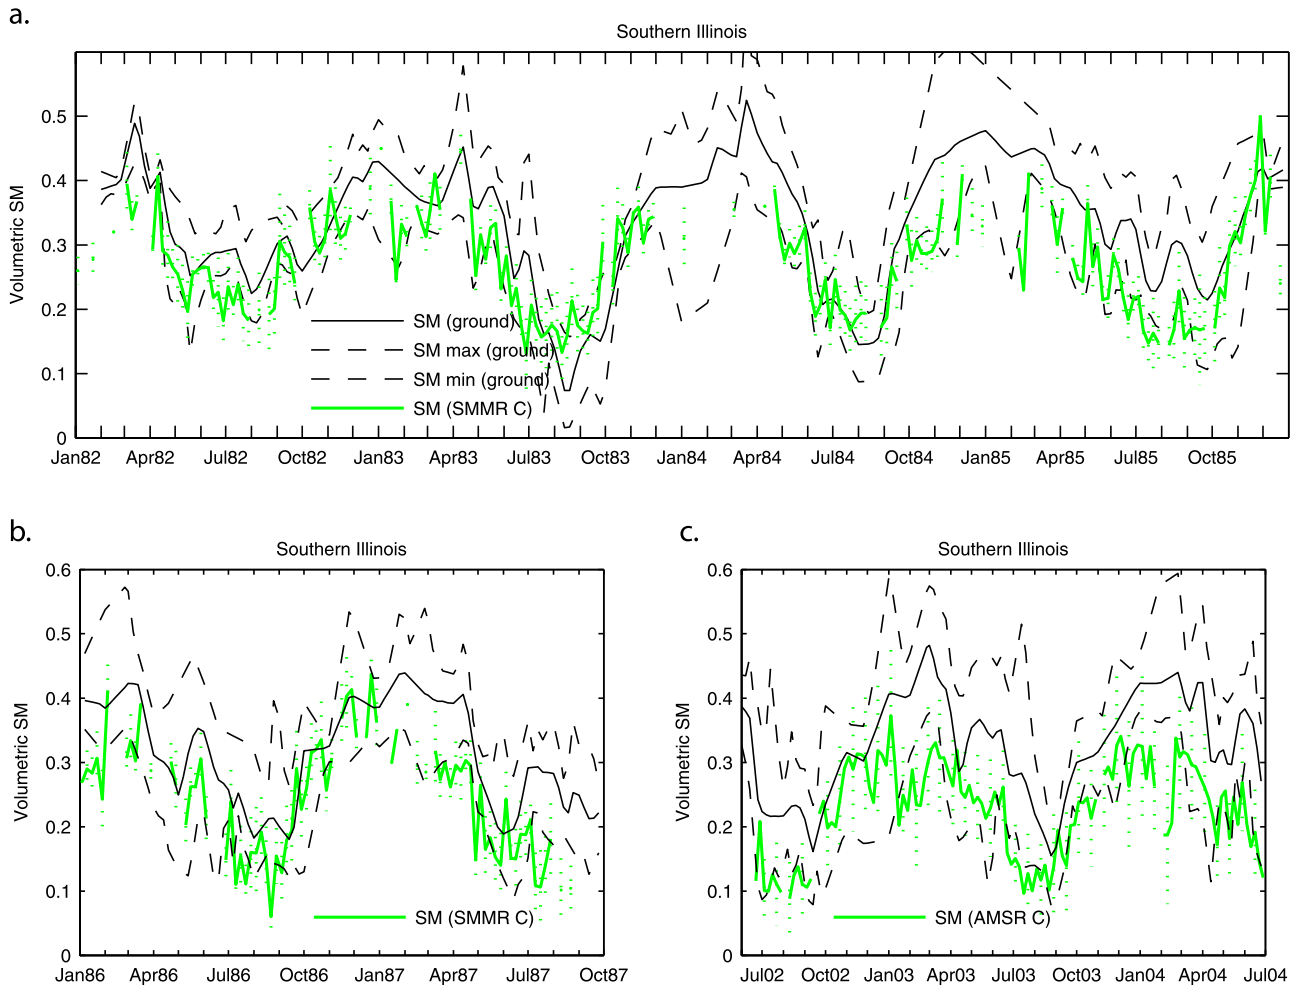 a.
Southern Illinois
Volumetric SM
0.5
0.4
0.3
0.2
0.1
0
SM (ground)
SM max (ground)
SM min (ground)
SM (SMMR C)
Jan82 Apr82 Jul82 Oct82 Jan83 Apr83 Jul83 Oct83 Jan84 Apr84 Jul84 Oct84 Jan85 Apr85 Jul85 Oct85
b.
Southern Illinois
Volumetric SM
0.6
0.5
0.4
0.3
0.2
0.1
0
SM (SMMR C)
Jan86 Apr86 Jul86 Oct86 Jan87 Apr87 Jul87 Oct87
c.
Southern Illinois
Volumetric SM
0.6
0.5
0.4
0.3
0.2
0.1
0
SM (AMSR C)
Jul02 Oct02 Jan03 Apr03 Jul03 Oct03 Jan04 Apr04 Jul04